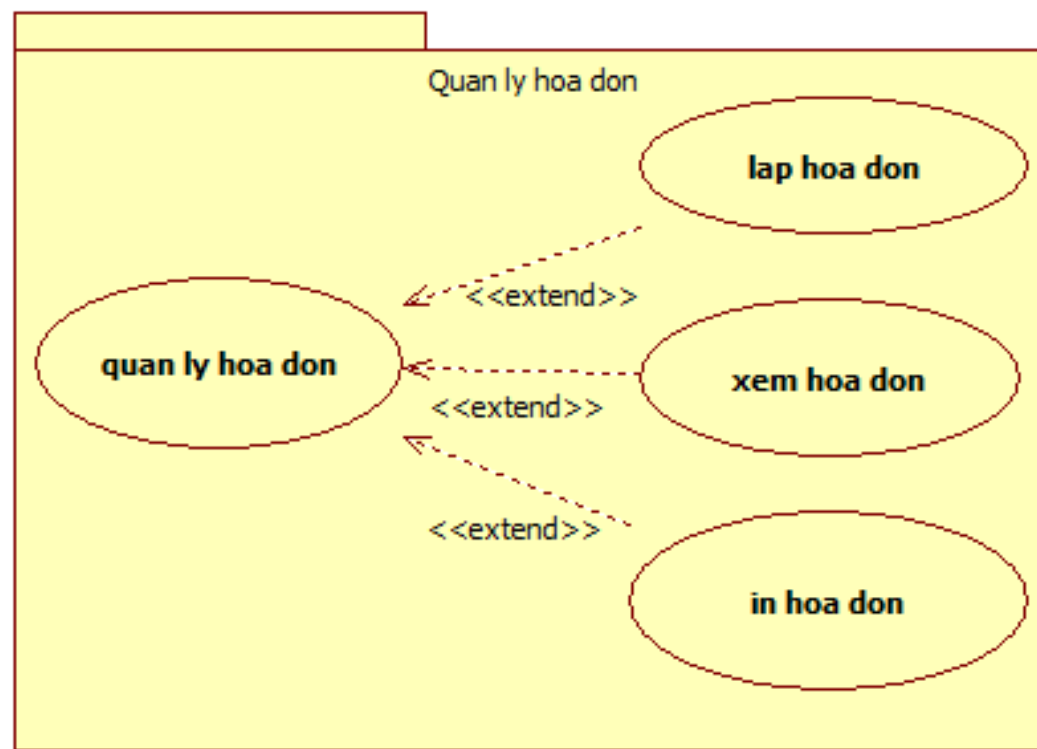 Quan ly hoa don
lap hoa don
<<extend>>
quan ly hoa don
xem hoa don
<<extend>>
<<extend>>
in hoa don